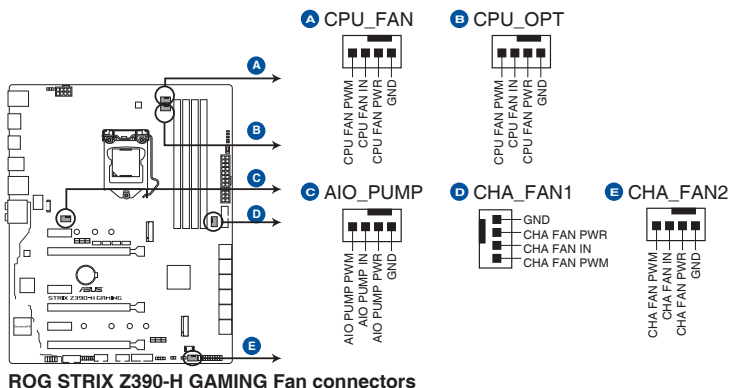 A CPU_FAN
CPU FAN PWM
CPU FAN IN
CPU FAN PWR
GND
B CPU_OPT
CPU FAN PWM
CPU FAN IN
CPU FAN PWR
GND
A
B
C
D
E
C AIO_PUMP
AIO PUMP PWM
AIO PUMP IN
AIO PUMP PWR
GND
D CHA_FAN1
GND
CHA FAN PWR
CHA FAN IN
CHA FAN PWM
E CHA_FAN2
CHA FAN PWM
CHA FAN IN
CHA FAN PWR
GND
ASUS
STRIX Z390-H GAMING
ROG STRIX Z390-H GAMING Fan connectors